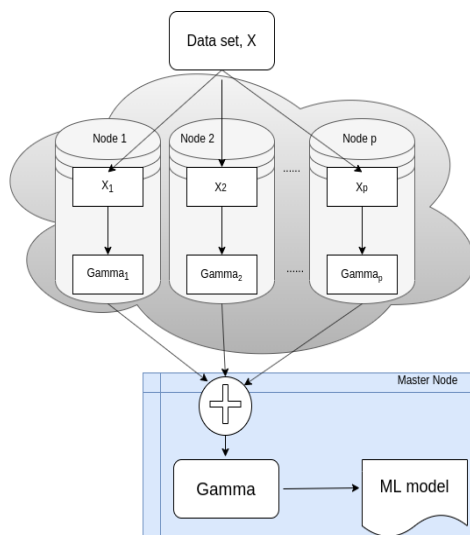 Data set, X
Node 1
Node 2
Node p
X1
X2
......
Xp
Gamma1
Gamma2
......
Gammap
Master Node
Gamma
ML model